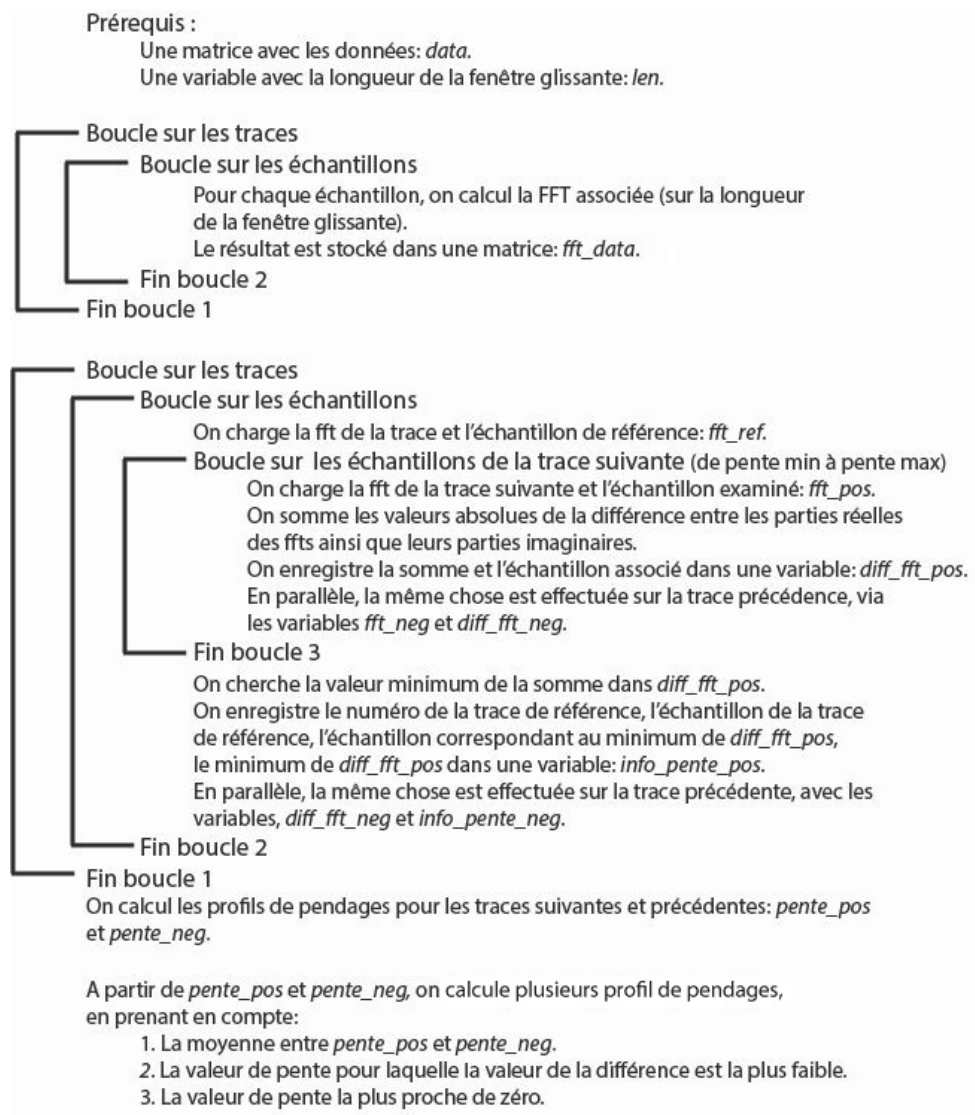 Prérequis :
Une matrice avec les données: data.
Une variable avec la longueur de la fenêtre glissante: len.
Boucle sur les traces
Boucle sur les échantillons
Pour chaque échantillon, on calcul la FFT associée (sur la longueur
de la fenêtre glissante).
Le résultat est stocké dans une matrice: fft_data.
Fin boucle 2
Fin boucle 1
Boucle sur les traces
Boucle sur les échantillons
On charge la fft de la trace et l'échantillon de référence: fft_ref.
Boucle sur les échantillons de la trace suivante (de pente min à pente max)
On charge la fft de la trace suivante et l'échantillon examiné: fft_pos.
On somme les valeurs absolues de la différence entre les parties réelles
des ffts ainsi que leurs parties imaginaires.
On enregistre la somme et l'échantillon associé dans une variable: diff_fft_pos.
En parallèle, la même chose est effectuée sur la trace précédence, via
les variables fft_neg et diff_fft_neg.
Fin boucle 3
On cherche la valeur minimum de la somme dans diff_fft_pos.
On enregistre le numéro de la trace de référence, l'échantillon de la trace
de référence, l'échantillon correspondant au minimum de diff_fft_pos,
le minimum de diff_fft_pos dans une variable: info_pente_pos.
En parallèle, la même chose est effectuée sur la trace précédente, avec les
variables, diff_fft_neg et info_pente_neg.
Fin boucle 2
Fin boucle 1
On calcul les profils de pendages pour les traces suivantes et précédentes: pente_pos
et pente_neg.
A partir de pente_pos et pente_neg, on calcule plusieurs profil de pendages,
en prenant en compte:
1. La moyenne entre pente_pos et pente_neg.
2. La valeur de pente pour laquelle la valeur de la différence est la plus faible.
3. La valeur de pente la plus proche de zéro.